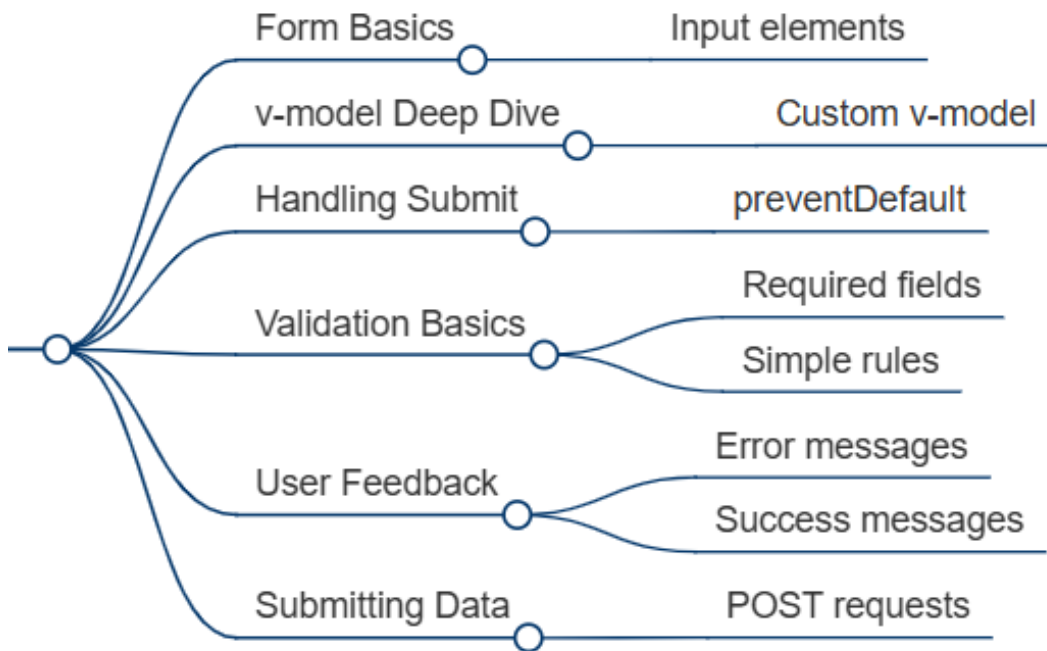 Form Basics
Input elements
v-model Deep Dive
Custom v-model
Handling Submit
preventDefault
Validation Basics
Required fields
Simple rules
User Feedback
Error messages
Success messages
Submitting Data
POST requests